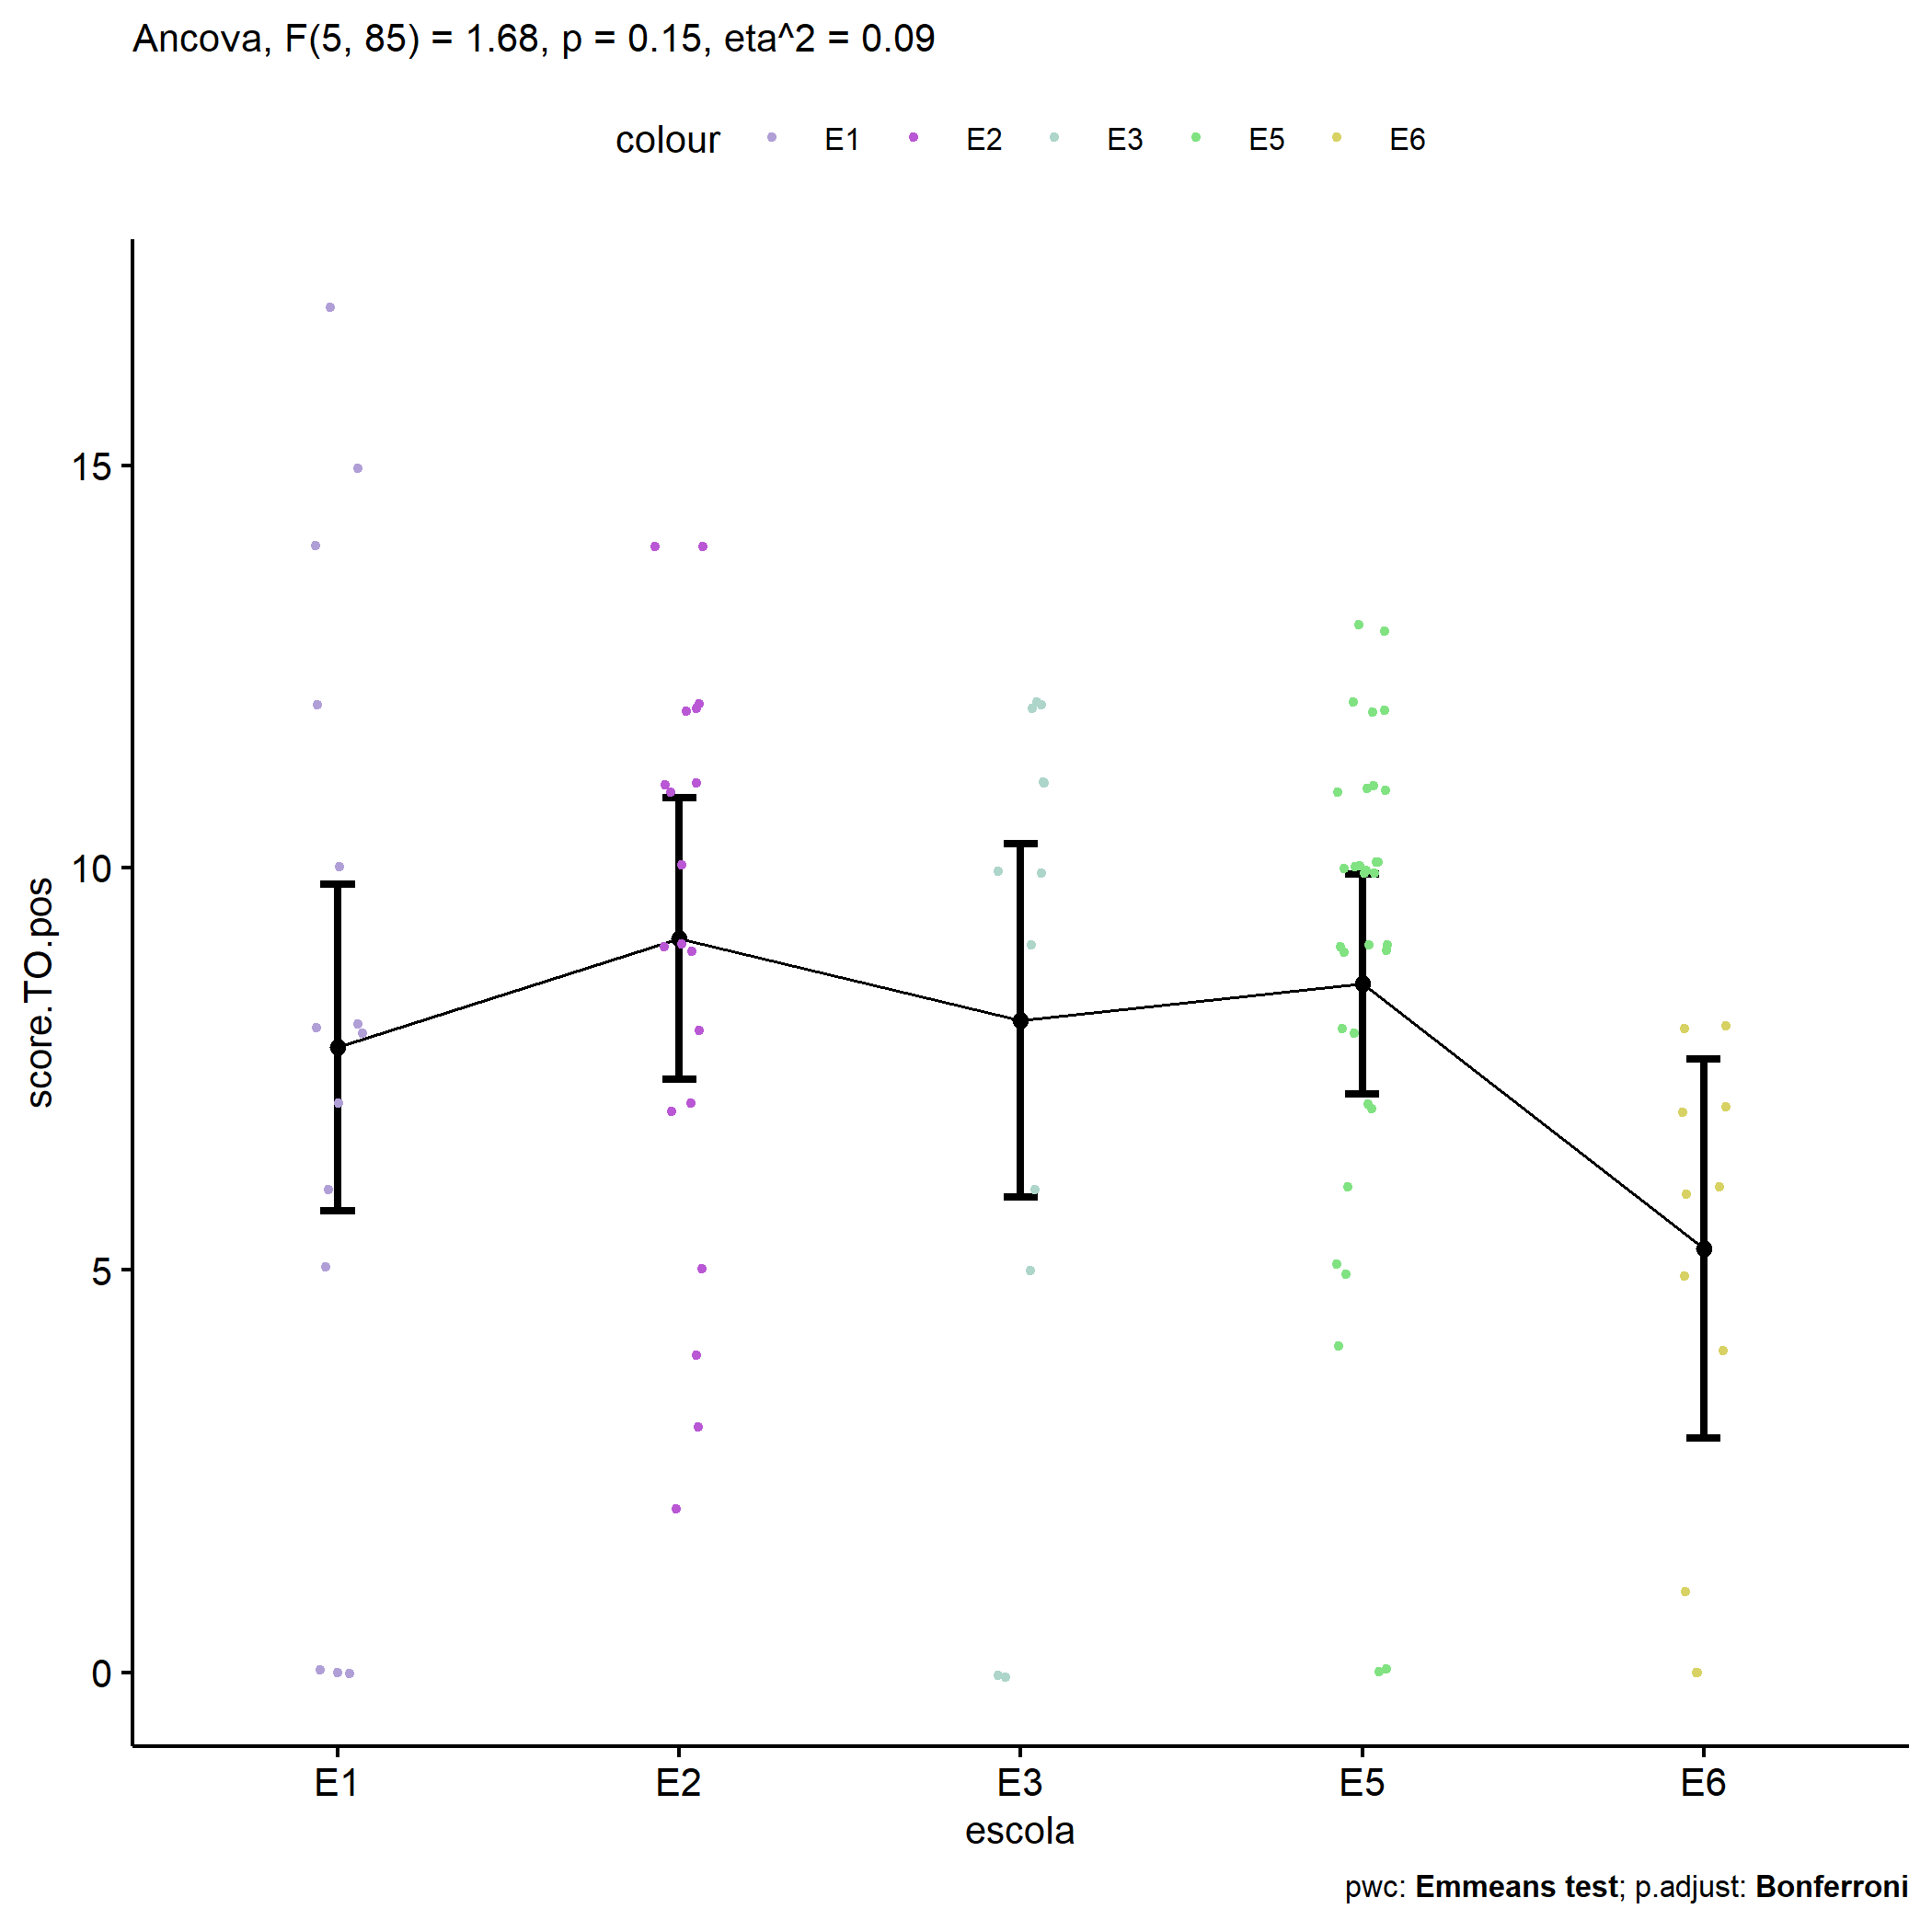 Ancova, F(5, 85) = 1.68, p = 0.15, eta^2 = 0.09
colour E1 E2 E3 E5 E6
score.TO.pos
15
10
5
0
E1 E2 E3 E5 E6
escola
pwc: Emmeans test; p.adjust: Bonferroni